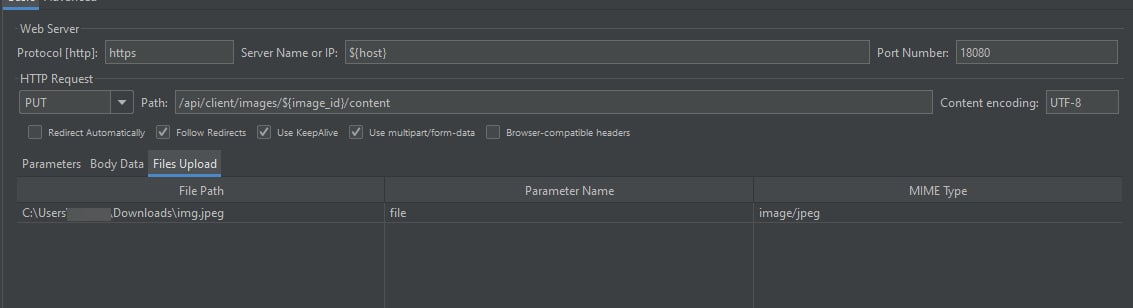 Basic Advanced
Web Server
Protocol [http]: https Server Name or IP: ${host} Port Number: 18080
HTTP Request
PUT Path: /api/client/images/${image_id}/content Content encoding: UTF-8
Redirect Automatically Follow Redirects Use KeepAlive Use multipart/form-data Browser-compatible headers
Parameters Body Data Files Upload
File Path Parameter Name MIME Type
C:\Users\ \Downloads\img.jpeg file image/jpeg